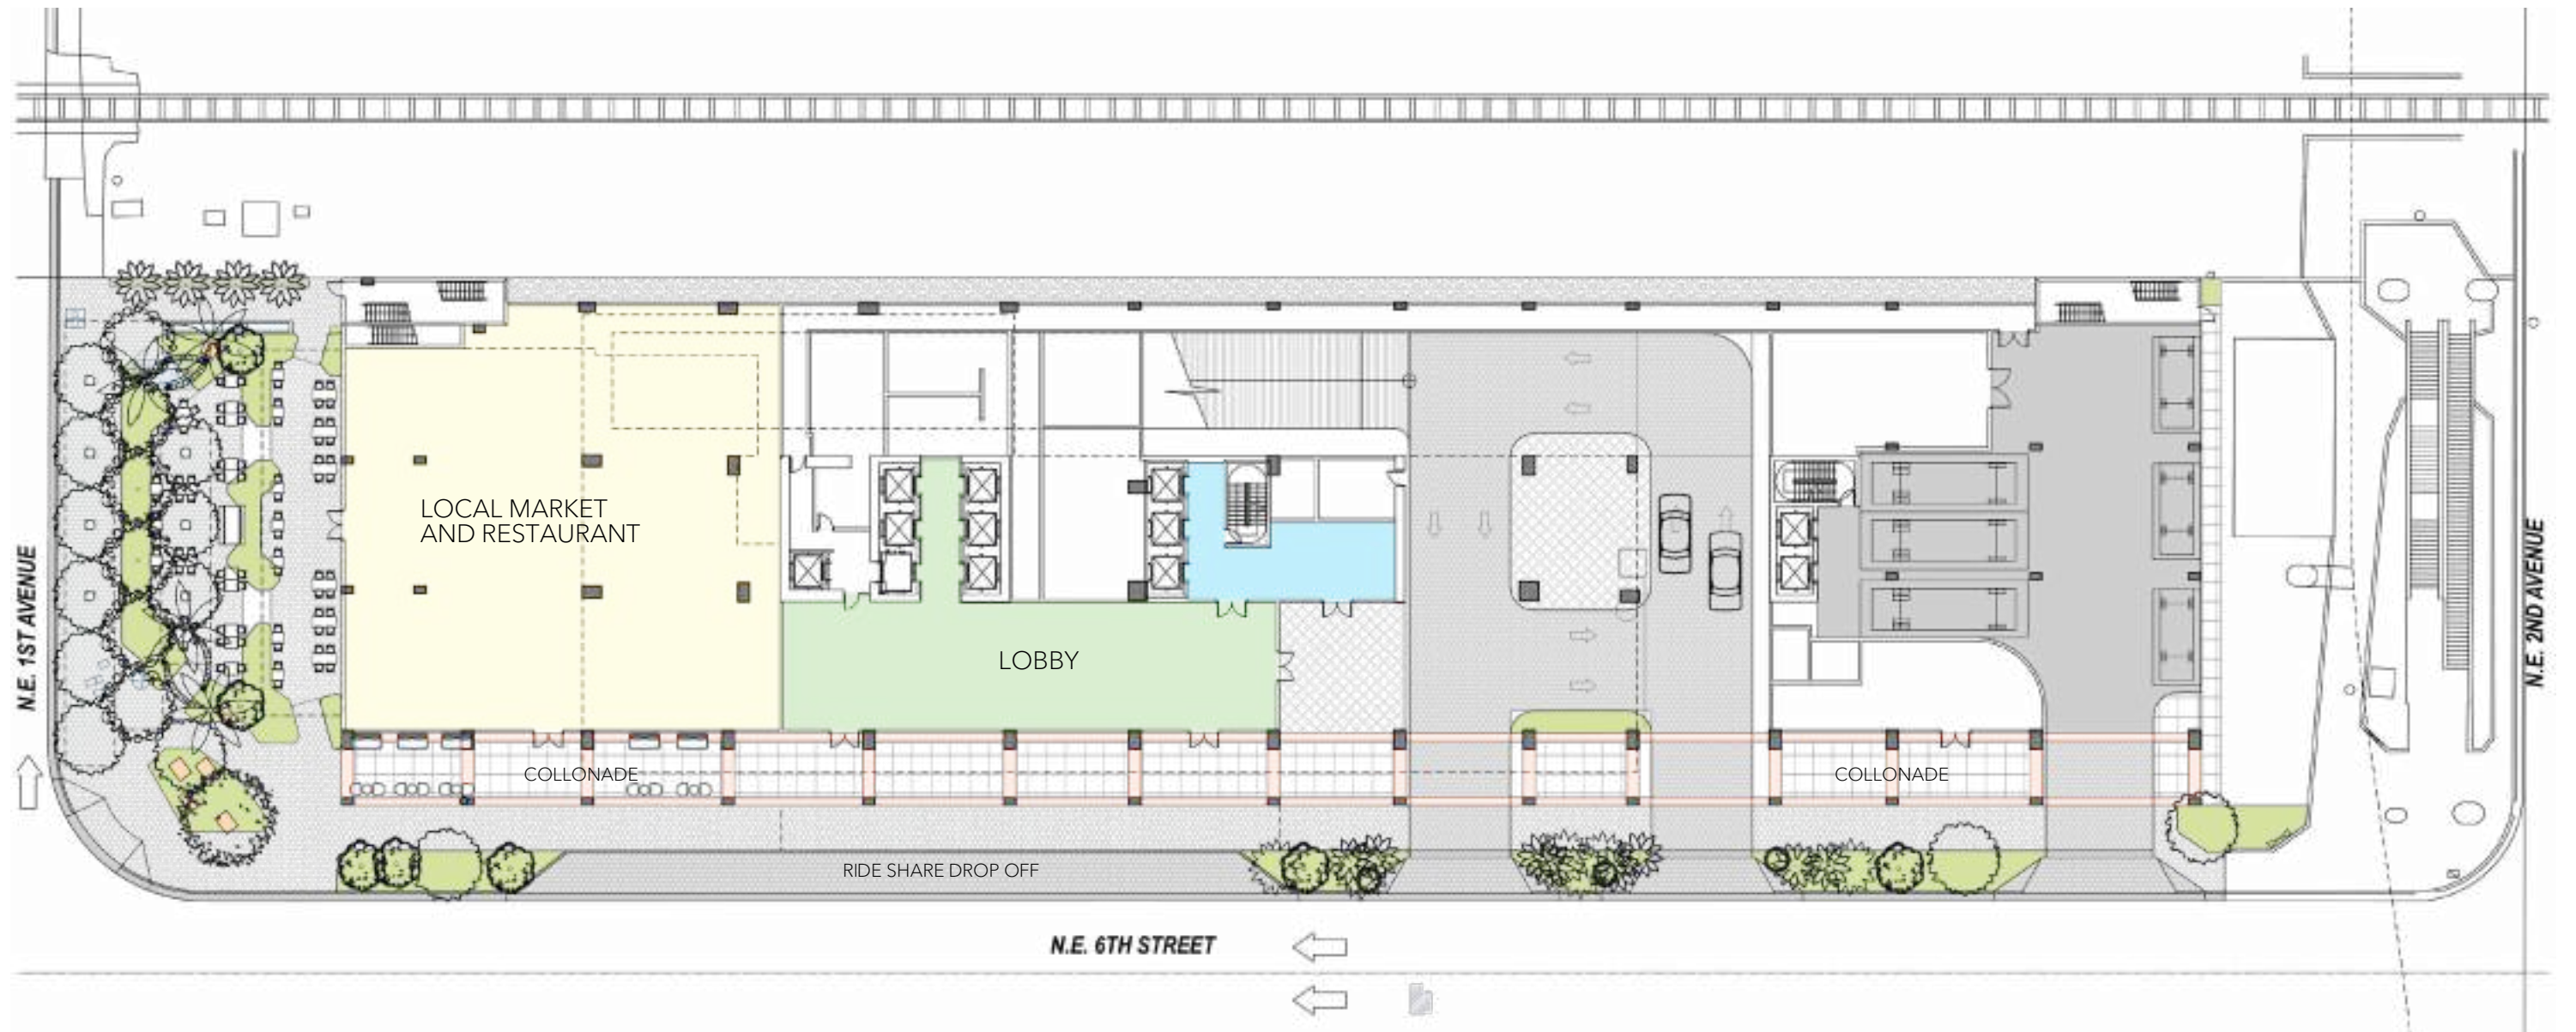 LOCAL MARKET
AND RESTAURANT
LOBBY
COLLONADE
COLLONADE
RIDE SHARE DROP OFF
N.E. 1ST AVENUE
N.E. 2ND AVENUE
N.E. 6TH STREET